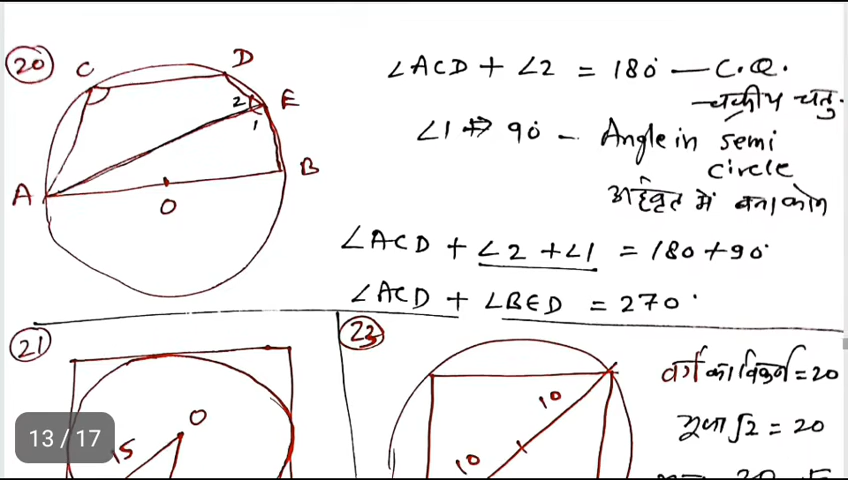 20
C
D
E
2
1
A
B
O
∠ACD + ∠2 = 180° — C.Q.
चक्रीय चतु.
∠1 ⇒ 90° – Angle in semi
circle
अर्द्धवृत में बना कोण
∠ACD + ∠2 + ∠1 = 180 + 90°
∠ACD + ∠BED = 270°
21
O
15
13 / 17
23
10
10
वर्ग का विकर्ण = 20
भुजा √2 = 20